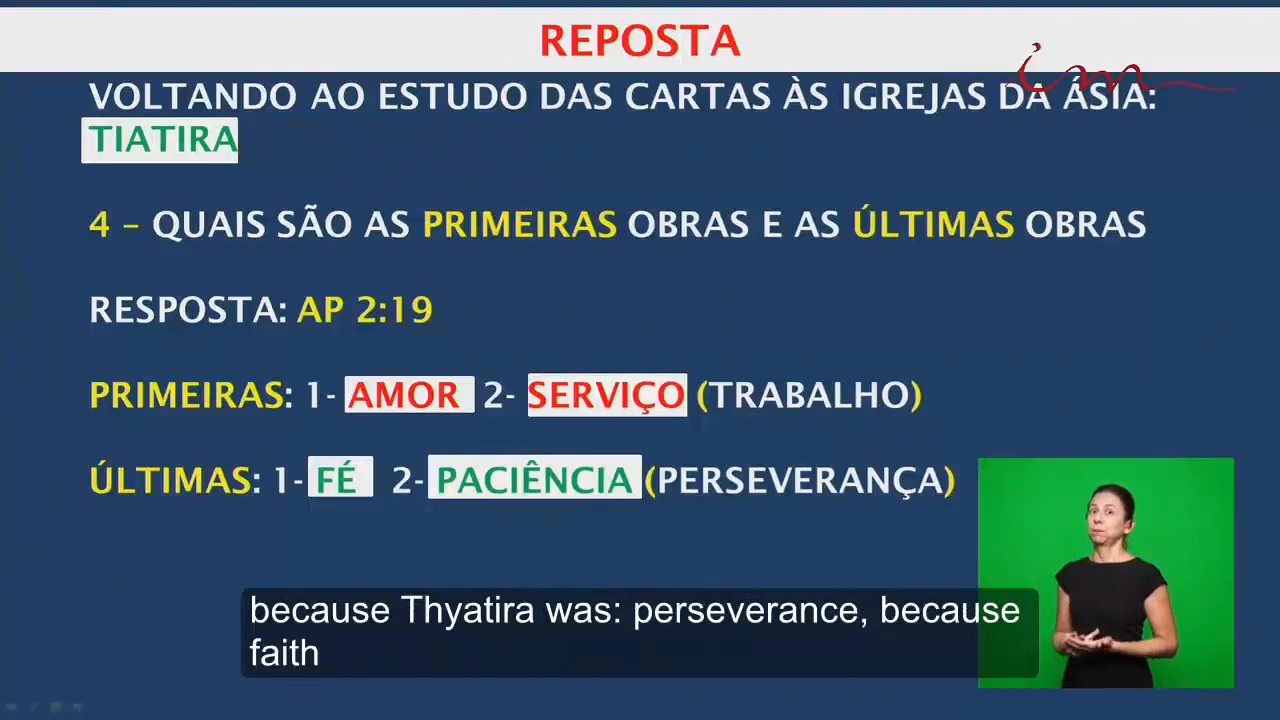 REPOSTA
im
VOLTANDO AO ESTUDO DAS CARTAS ÀS IGREJAS DA ÁSIA:
TIATIRA
4 – QUAIS SÃO AS PRIMEIRAS OBRAS E AS ÚLTIMAS OBRAS
RESPOSTA: AP 2:19
PRIMEIRAS: 1- AMOR 2- SERVIÇO (TRABALHO)
ÚLTIMAS: 1- FÉ 2- PACIÊNCIA (PERSEVERANÇA)
because Thyatira was: perseverance, because
faith